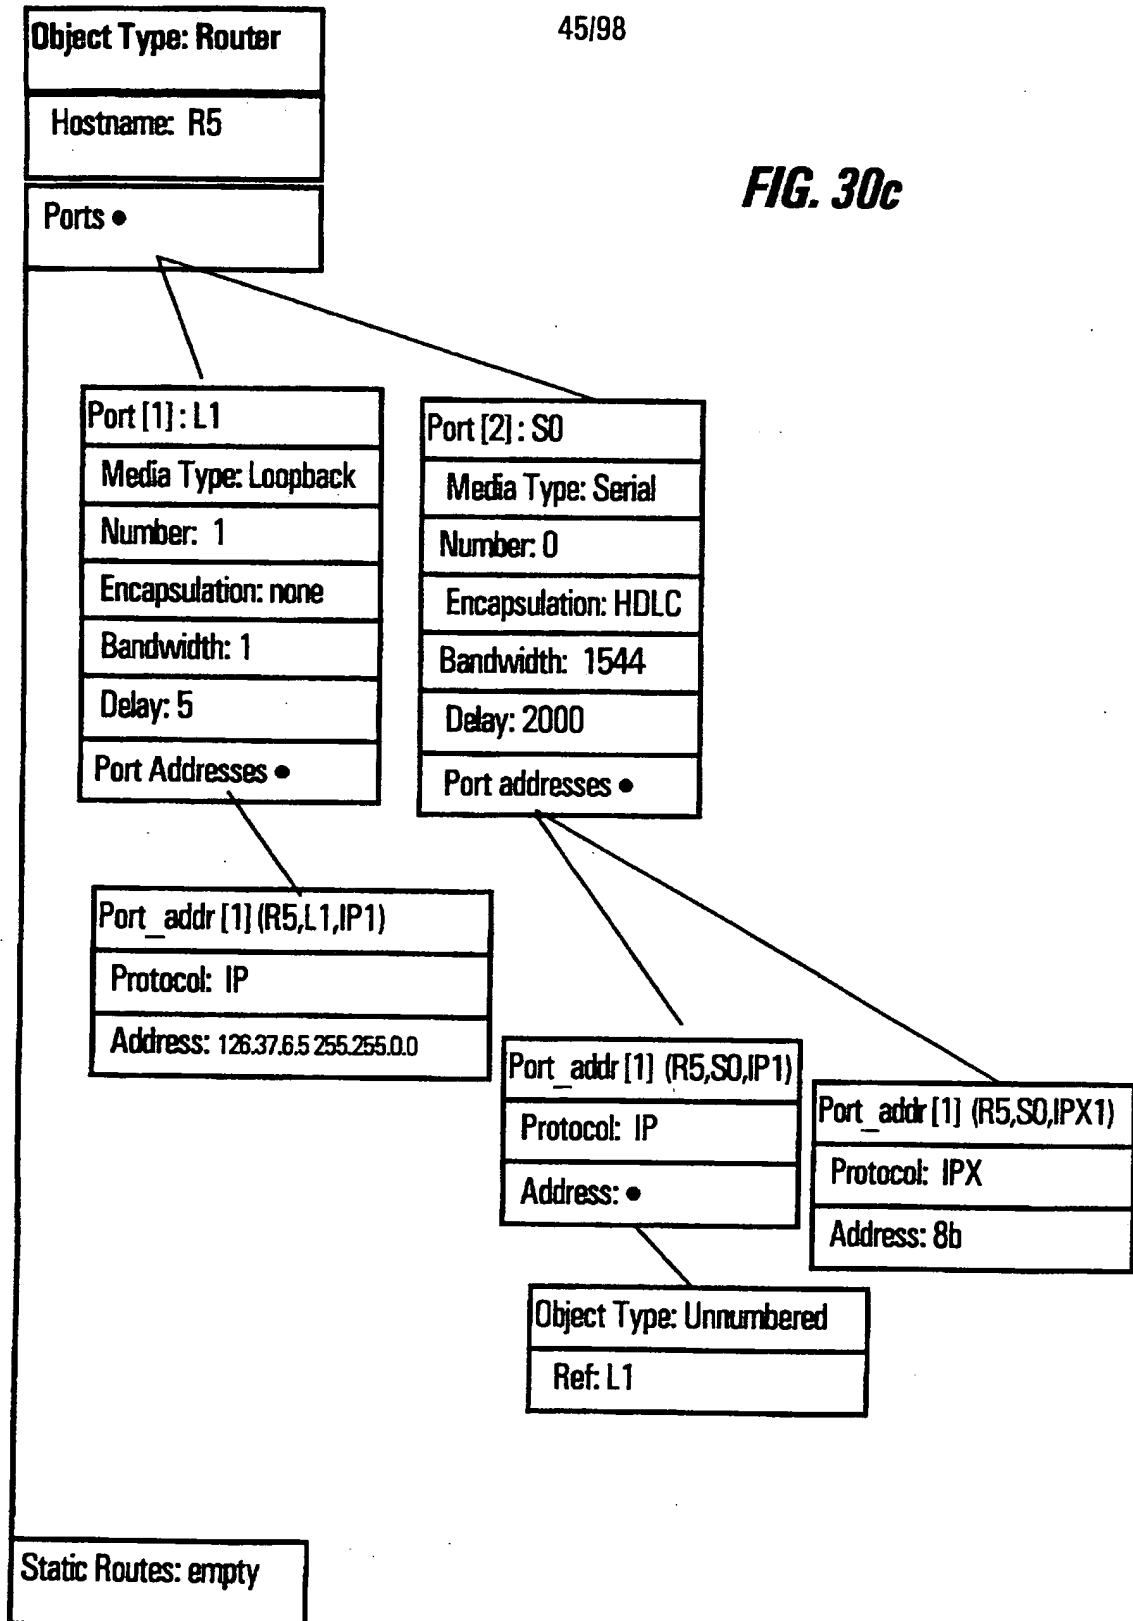 45/98
Object Type: Router
Hostname: R5
Ports •
FIG. 30c
Port [1] : L1
Media Type: Loopback
Number: 1
Encapsulation: none
Bandwidth: 1
Delay: 5
Port Addresses •
Port [2] : S0
Media Type: Serial
Number: 0
Encapsulation: HDLC
Bandwidth: 1544
Delay: 2000
Port addresses •
Port_addr [1] (R5,L1,IP1)
Protocol: IP
Address: 126.37.6.5 255.255.0.0
Port_addr [1] (R5,S0,IP1)
Protocol: IP
Address: •
Port_addr [1] (R5,S0,IPX1)
Protocol: IPX
Address: 8b
Object Type: Unnumbered
Ref: L1
Static Routes: empty